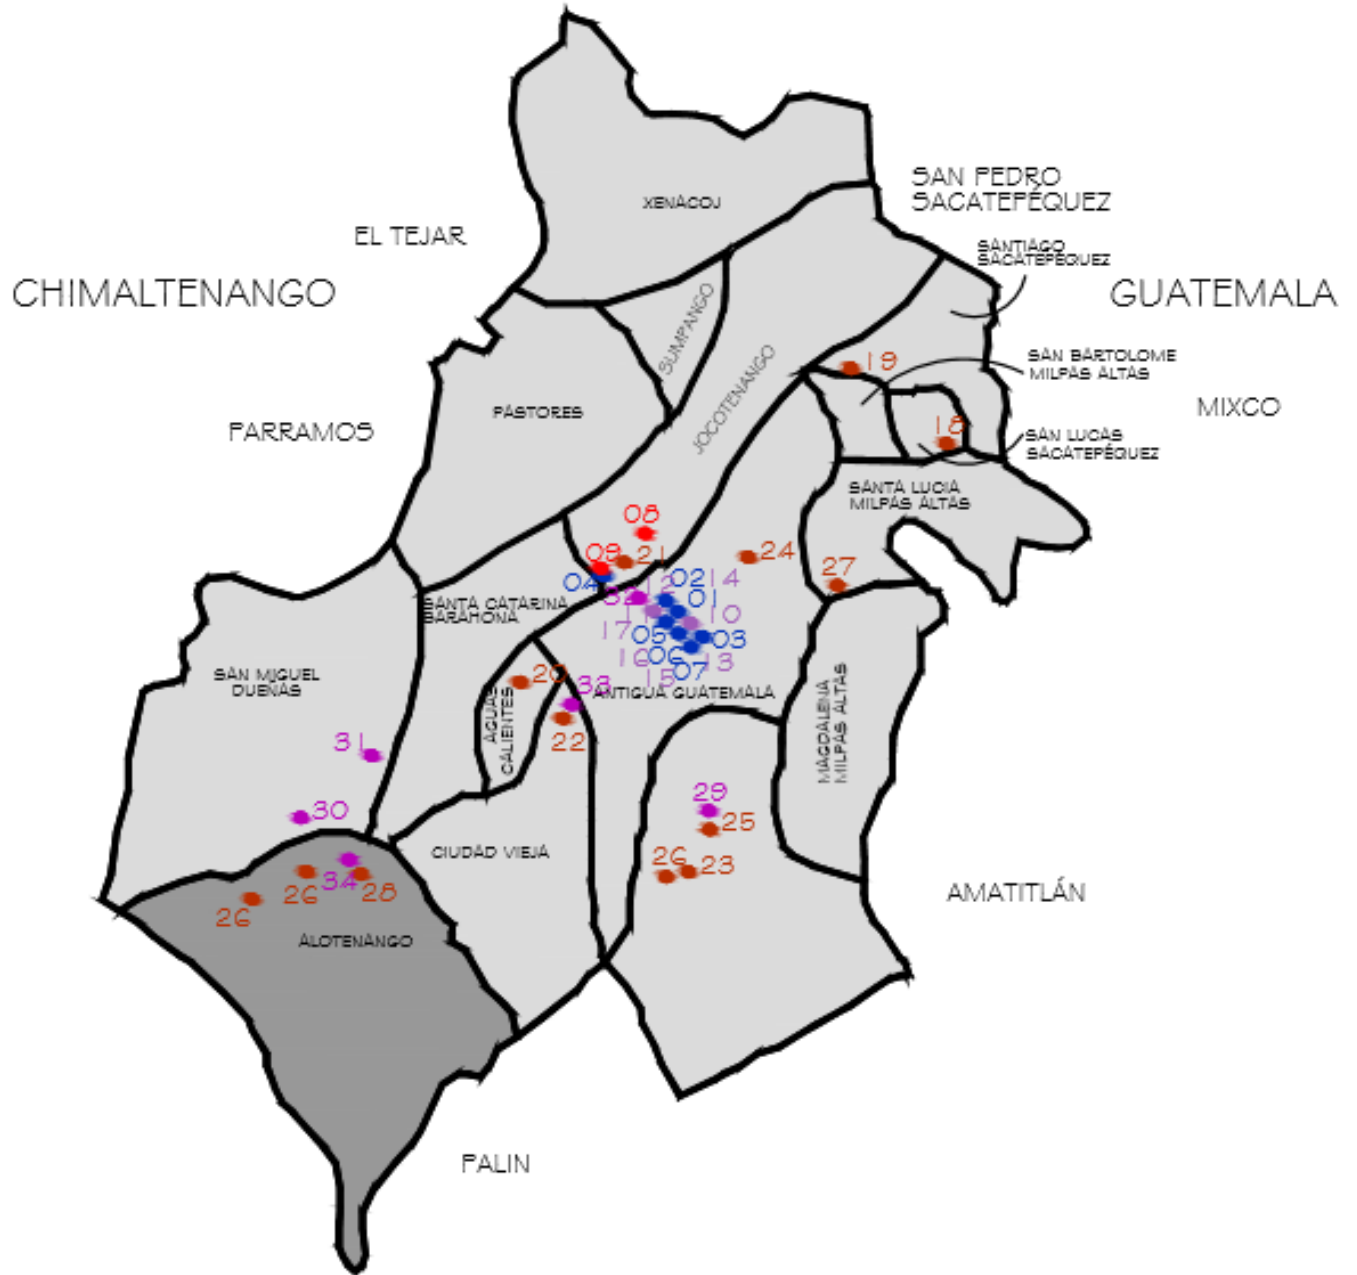 XENACOJ
SAN PEDRO
SACATEPÉQUEZ
EL TEJAR
SANTIAGO
SACATEPÉQUEZ
CHIMALTENANGO
GUATEMALA
SUMPANGO
JOCOTENANGO
19
SAN BARTOLOME
MILPAS ALTAS
MIXCO
PASTORES
PARRAMOS
18
SAN LUCAS
SACATEPÉQUEZ
SANTA LUCIA
MILPAS ALTAS
08
09
21
24
27
04
32
12
02
14
01
SANTA CATARINA
BARAHONA
11
10
17
05
03
16
06
13
15
07
SAN MIGUEL
DUEÑAS
20
33
ANTIGUA GUATEMALA
AGUAS
CALIENTES
MAGDALENA
MILPAS ALTAS
22
31
30
29
25
CIUDAD VIEJA
26
23
26
34
28
26
AMATITLÁN
ALOTENANGO
PALIN